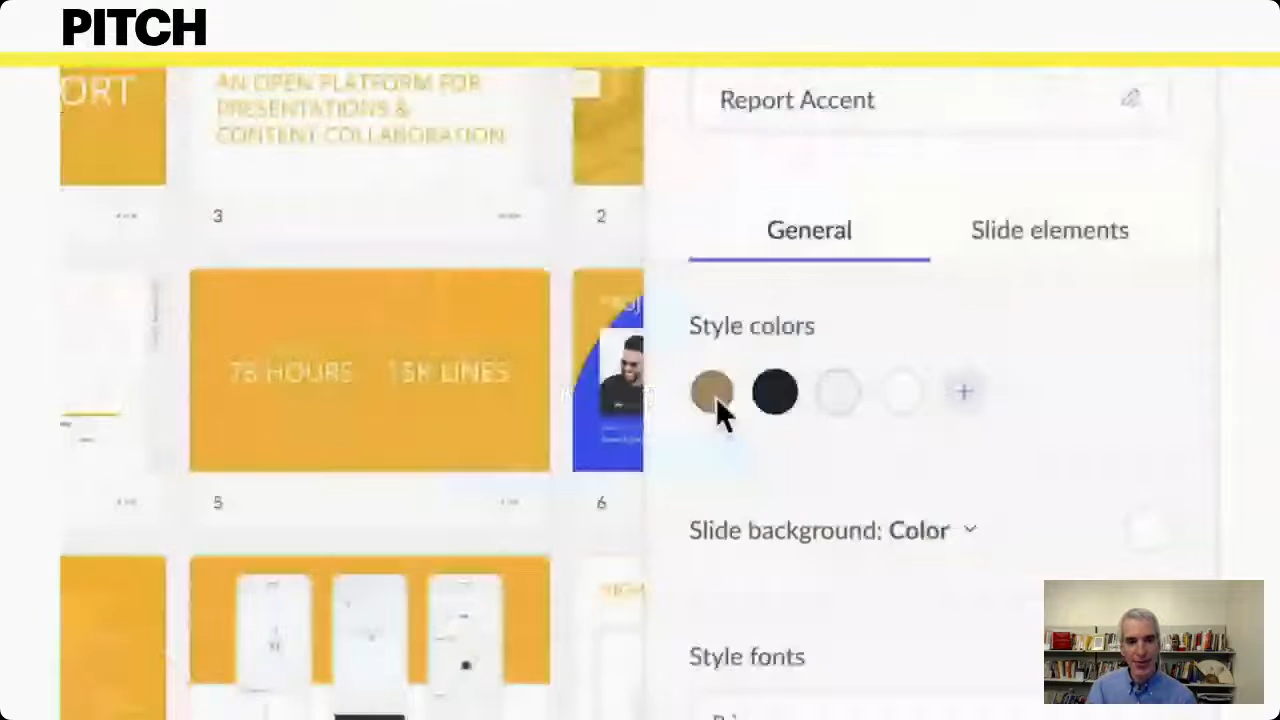 PITCH
ORT
AN OPEN PLATFORM FOR
PRESENTATIONS &
CONTENT COLLABORATION
3
2
75 HOURS 15K LINES
5
6
Report Accent
General Slide elements
Style colors
+
Slide background: Color
Style fonts